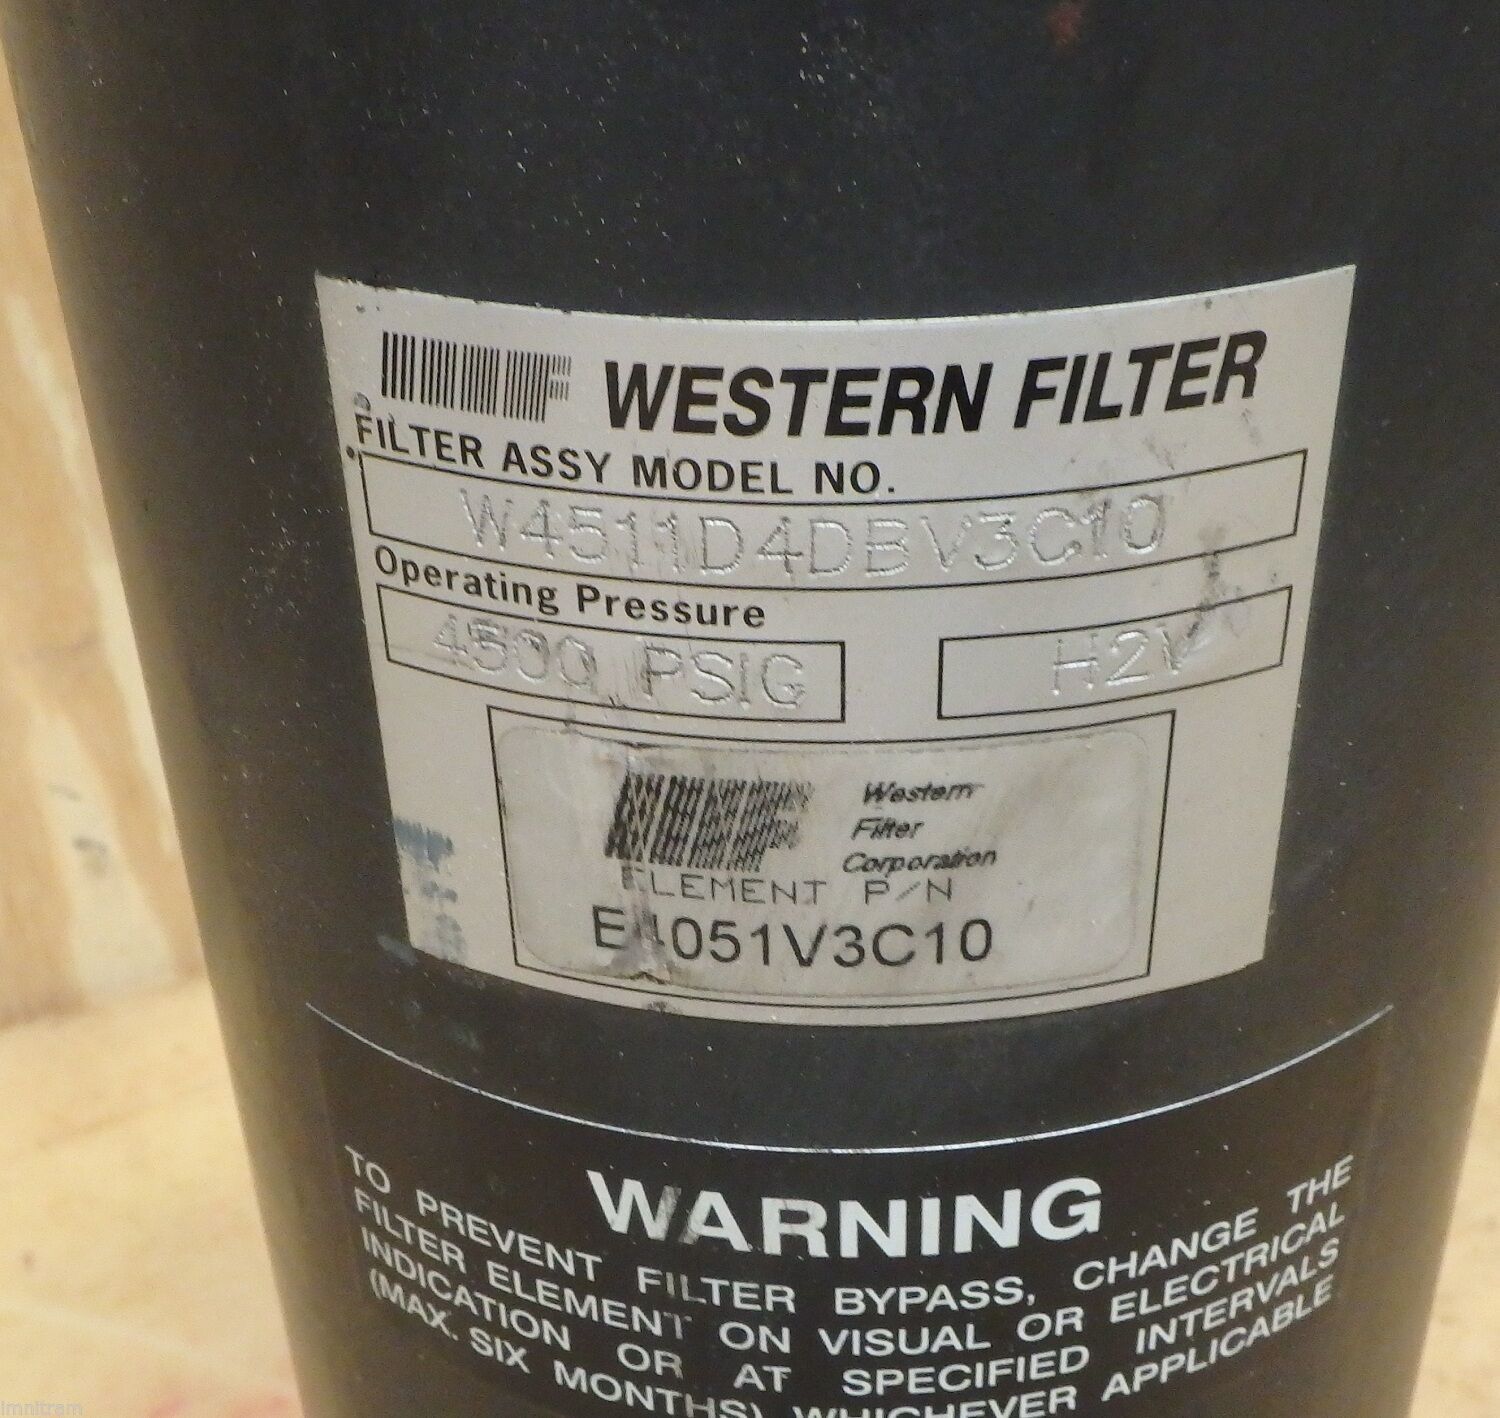 WESTERN FILTER
FILTER ASSY MODEL NO.
W4511D4DBV3C10
Operating Pressure
4500 PSIG
H2V
Western
Filter
Corporation
ELEMENT P/N
E4051V3C10
WARNING
TO PREVENT FILTER BYPASS, CHANGE THE
FILTER ELEMENT ON VISUAL OR ELECTRICAL
INDICATION OR AT SPECIFIED INTERVALS
(MAX. SIX MONTHS) WHICHEVER APPLICABLE
imnitram